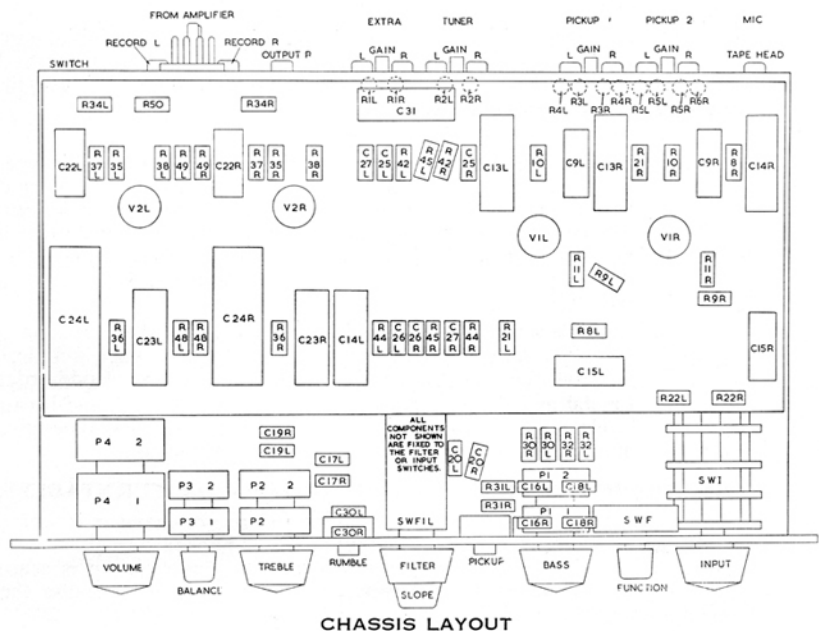 FROM AMPLIFIER
EXTRA TUNER PICKUP 1 PICKUP 2 MIC
RECORD L RECORD R
L GAIN R L GAIN R L GAIN R L GAIN R
SWITCH OUTPUT R TAPE HEAD
R34L R50 R34R
R1L R1R R2L R2R R4L R3L R3R R4R R5L R5L R5R R6R
C31
C22L R37L R35L R38L R49L R49R C22R R37R R35R R38R C27L C25L R42L R45L R42R C25R C13L R10L C9L C13R R21R R10R C9R R8R C14R
V2L V2R V1L V1R
R11L R9L R11R
R9R
C24L R36L C23L R48L R48R C24R R36R C23R C14L R44L C26L C26R R45R C27R R44R R21L R8L C15R
C15L
R22L R22R
ALL
COMPONENTS
NOT SHOWN
ARE FIXED TO
THE FILTER
OR INPUT
SWITCHES.
P4 2 C19R
C19L C17L C20L C20R R30R R30L R32R R32L
P3 2 P2 2 C17R R31L P1 2 C16L C18L SWI
P4 1 R31R
P3 1 P2 1 C30L SWF1L P1 1 SWF
C30R C16R C18R
VOLUME BALANCE TREBLE RUMBLE FILTER PICKUP BASS FUNCTION INPUT
SLOPE
CHASSIS LAYOUT